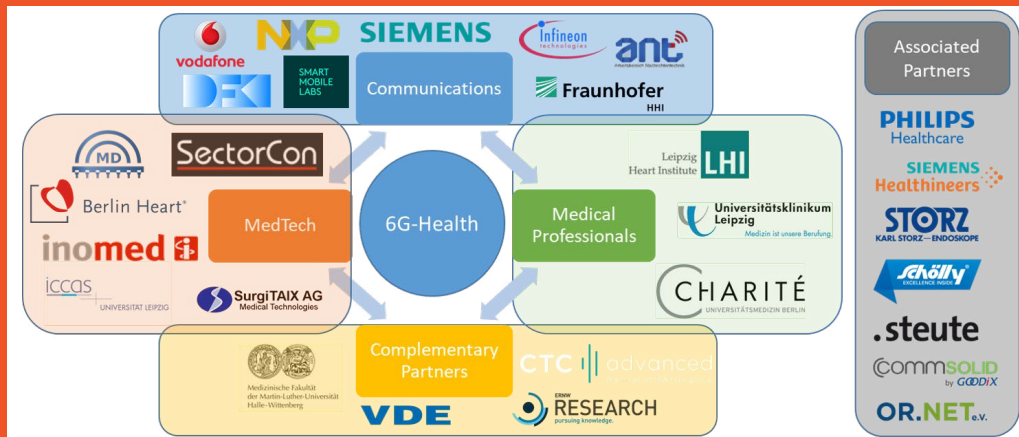 vodafone
NXP
SIEMENS
Infineon
technologies
ant
DFKI
SMART
MOBILE
LABS
Communications
Fraunhofer
HHI
MD
SectorCon
Berlin Heart®
MedTech
inomed
iccas
UNIVERSITÄT LEIPZIG
SurgiTAIX AG
Medical Technologies
6G-Health
Leipzig
Heart Institute
LHI
Medical
Professionals
Universitätsklinikum
Leipzig
Medizin ist unsere Berufung.
CHARITÉ
UNIVERSITÄTSMEDIZIN BERLIN
Medizinische Fakultät
der Martin-Luther-Universität
Halle-Wittenberg
Complementary
Partners
CTC advanced
VDE
ERNW
RESEARCH
pursuing knowledge.
Associated
Partners
PHILIPS
Healthcare
SIEMENS
Healthineers
STORZ
KARL STORZ—ENDOSKOPE
Schölly
EXCELLENCE INSIDE
.steute
COMMSOLID
by GOODiX
OR.NET e.V.